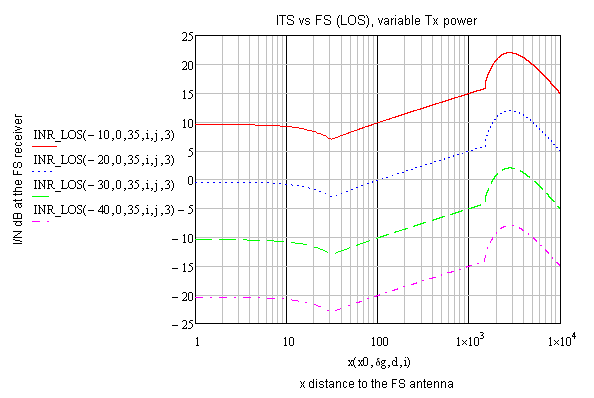 ITS vs FS (LOS), variable Tx power
I/N dB at the FS receiver
INR_LOS(−10,0,35,i,j,3)
INR_LOS(−20,0,35,i,j,3)
INR_LOS(−30,0,35,i,j,3)
INR_LOS(−40,0,35,i,j,3)
25
20
15
10
5
0
−5
−10
−15
−20
−25
1 10 100 1×10³ 1×10⁴
x(x0,δg,d,i)
x distance to the FS antenna